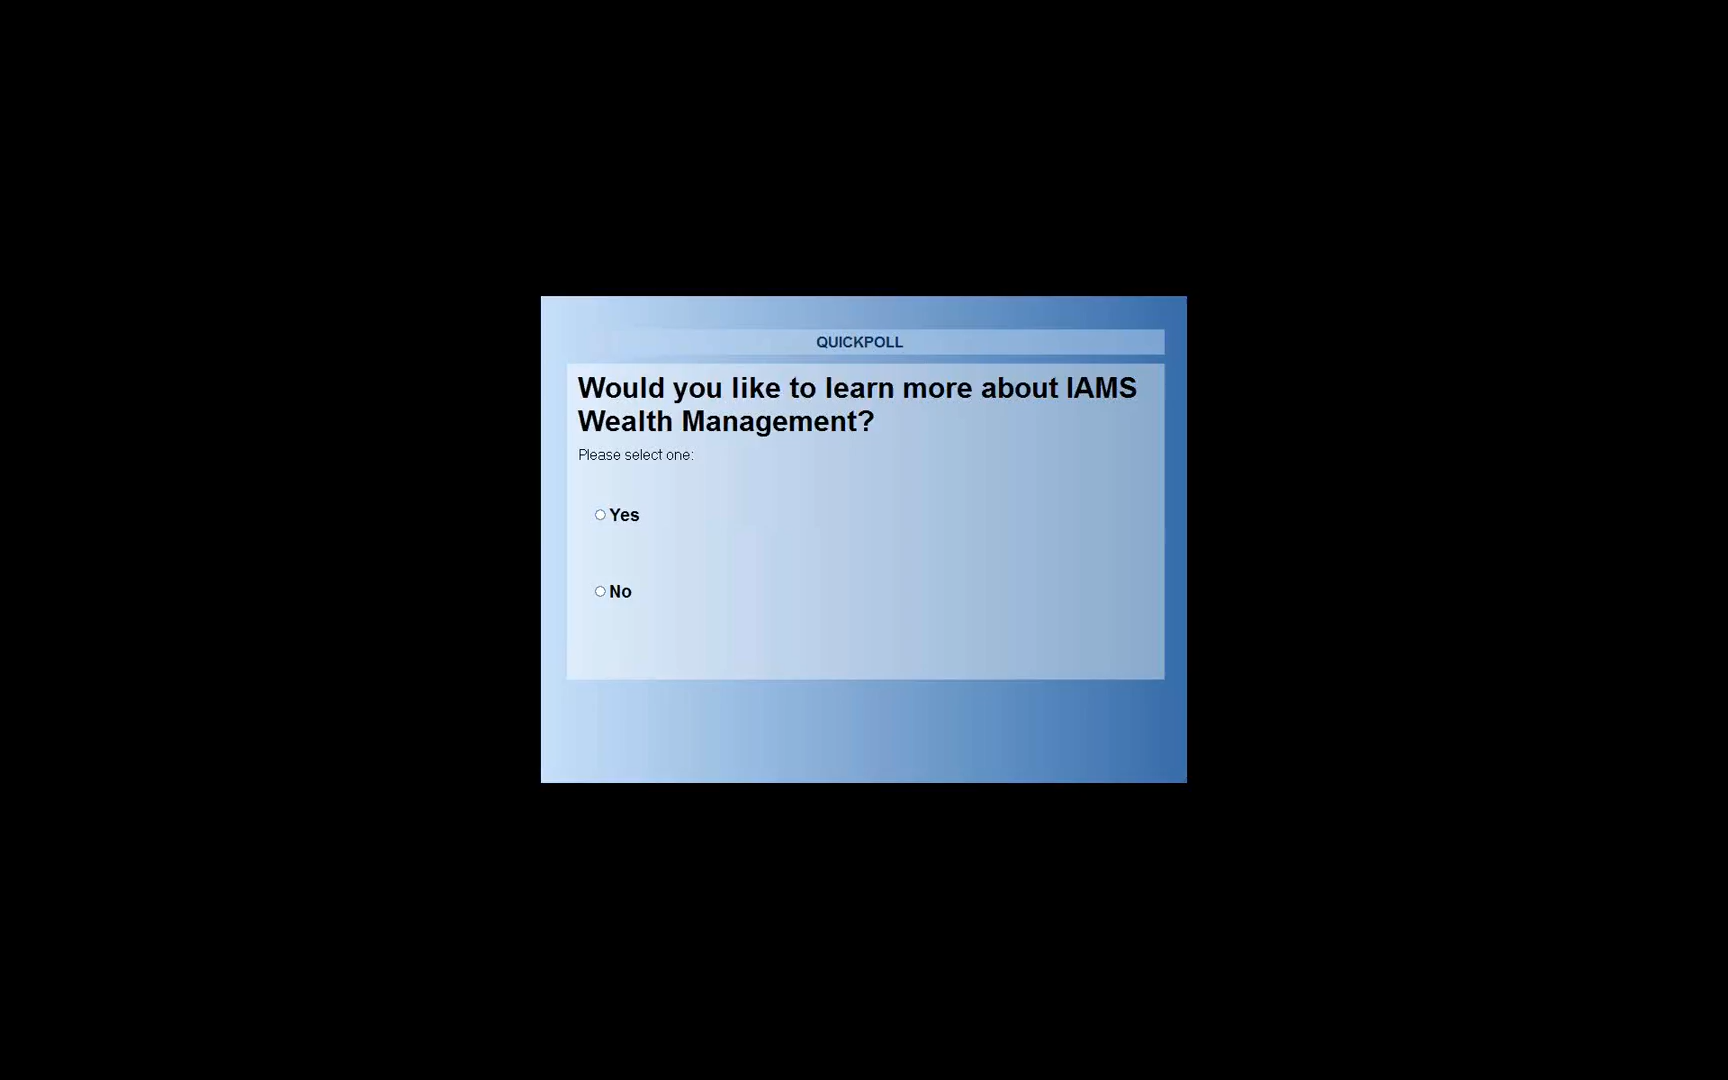 QUICKPOLL
Would you like to learn more about IAMS
Wealth Management?
Please select one:
Yes
No